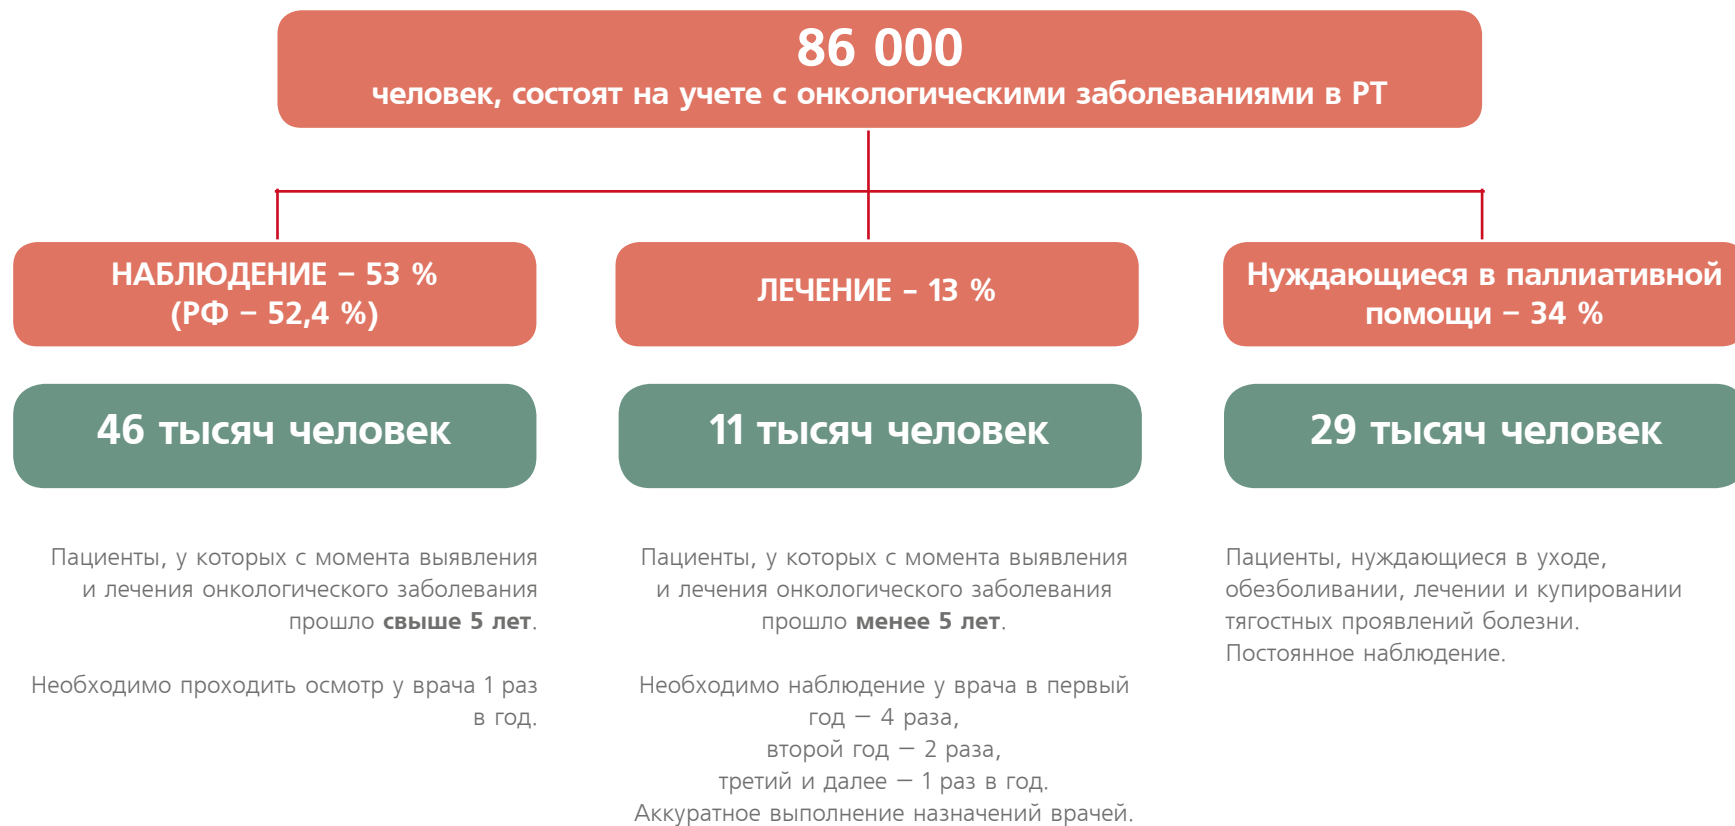 86 000
человек, состоят на учете с онкологическими заболеваниями в РТ
НАБЛЮДЕНИЕ – 53 %
(РФ – 52,4 %)
46 тысяч человек
Пациенты, у которых с момента выявления
и лечения онкологического заболевания
прошло свыше 5 лет.
Необходимо проходить осмотр у врача 1 раз
в год.
ЛЕЧЕНИЕ – 13 %
11 тысяч человек
Пациенты, у которых с момента выявления
и лечения онкологического заболевания
прошло менее 5 лет.
Необходимо наблюдение у врача в первый
год – 4 раза,
второй год – 2 раза,
третий и далее – 1 раз в год.
Аккуратное выполнение назначений врачей.
Нуждающиеся в паллиативной
помощи – 34 %
29 тысяч человек
Пациенты, нуждающиеся в уходе,
обезболивании, лечении и купировании
тягостных проявлений болезни.
Постоянное наблюдение.